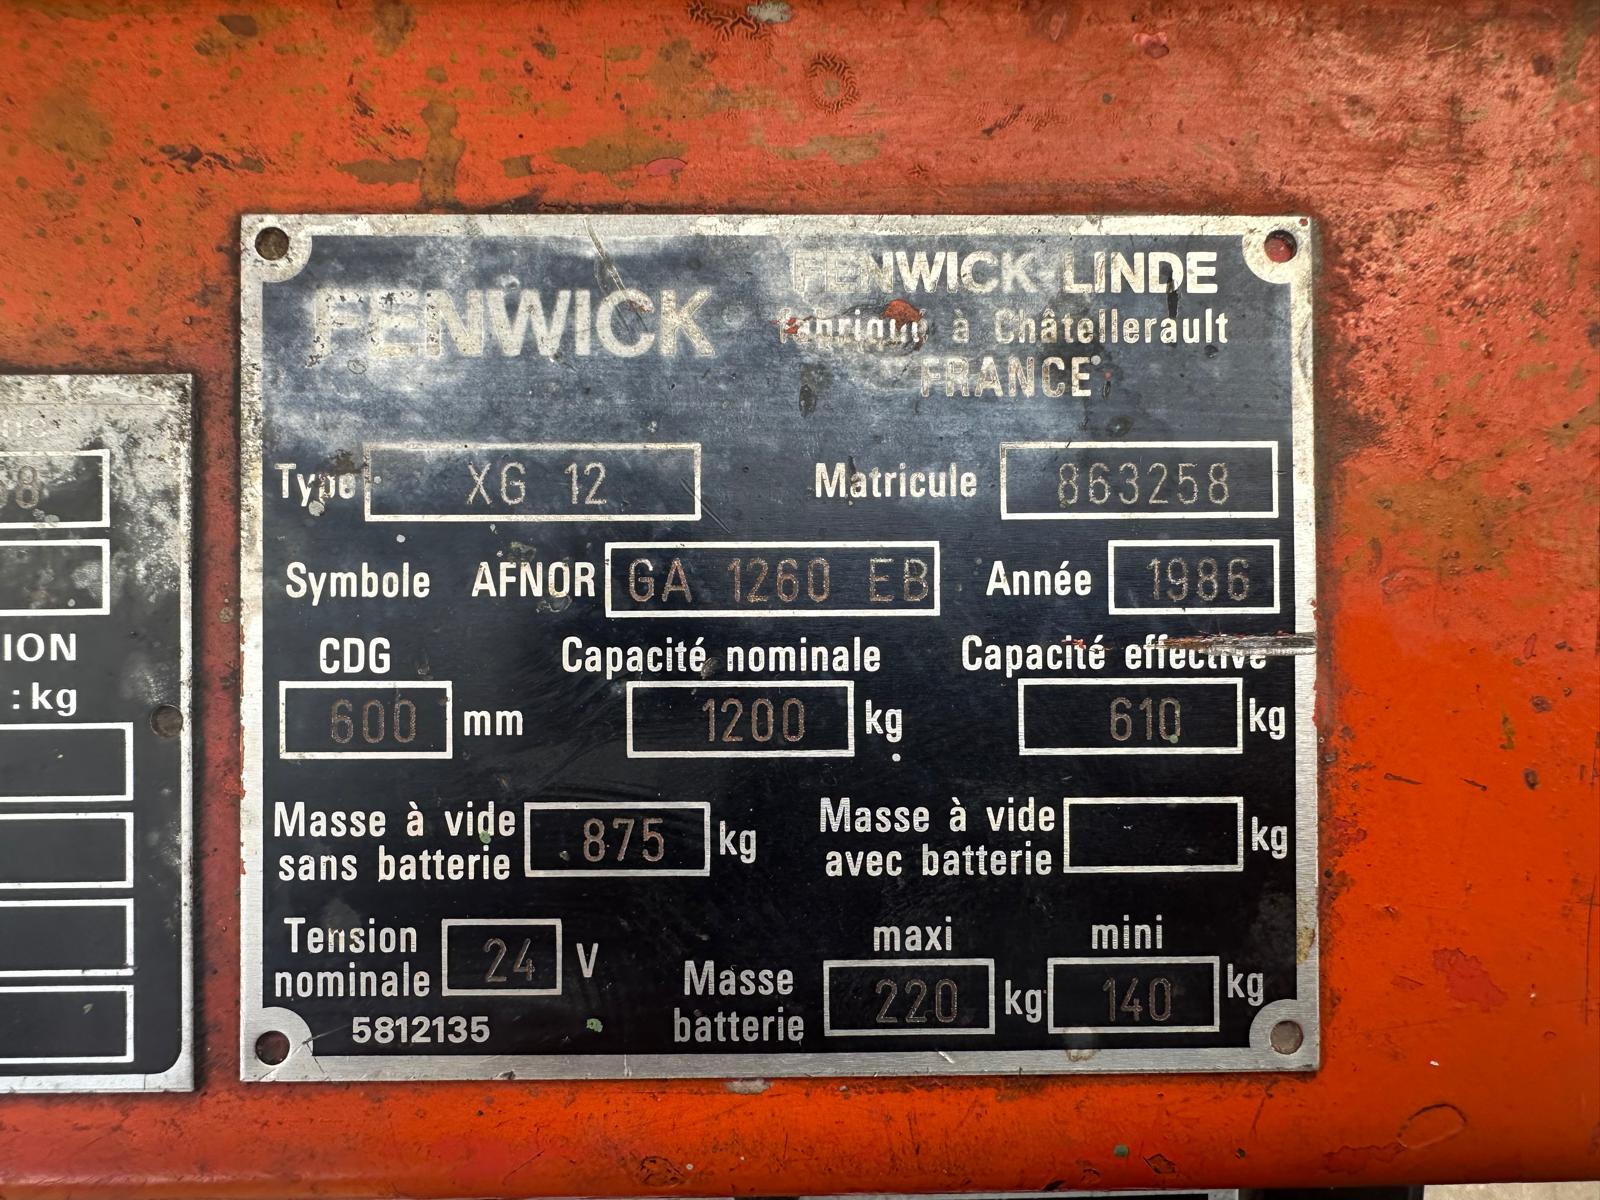 FENWICK
FENWICK-LINDE
fabriqué à Châtellerault
FRANCE
Type XG 12 Matricule 863258
Symbole AFNOR GA 1260 EB Année 1986
CDG Capacité nominale Capacité effective
600 mm 1200 kg 610 kg
Masse à vide sans batterie 875 kg
Masse à vide avec batterie kg
Tension nominale 24 V
Masse batterie maxi 220 kg mini 140 kg
5812135
8
ION
: kg